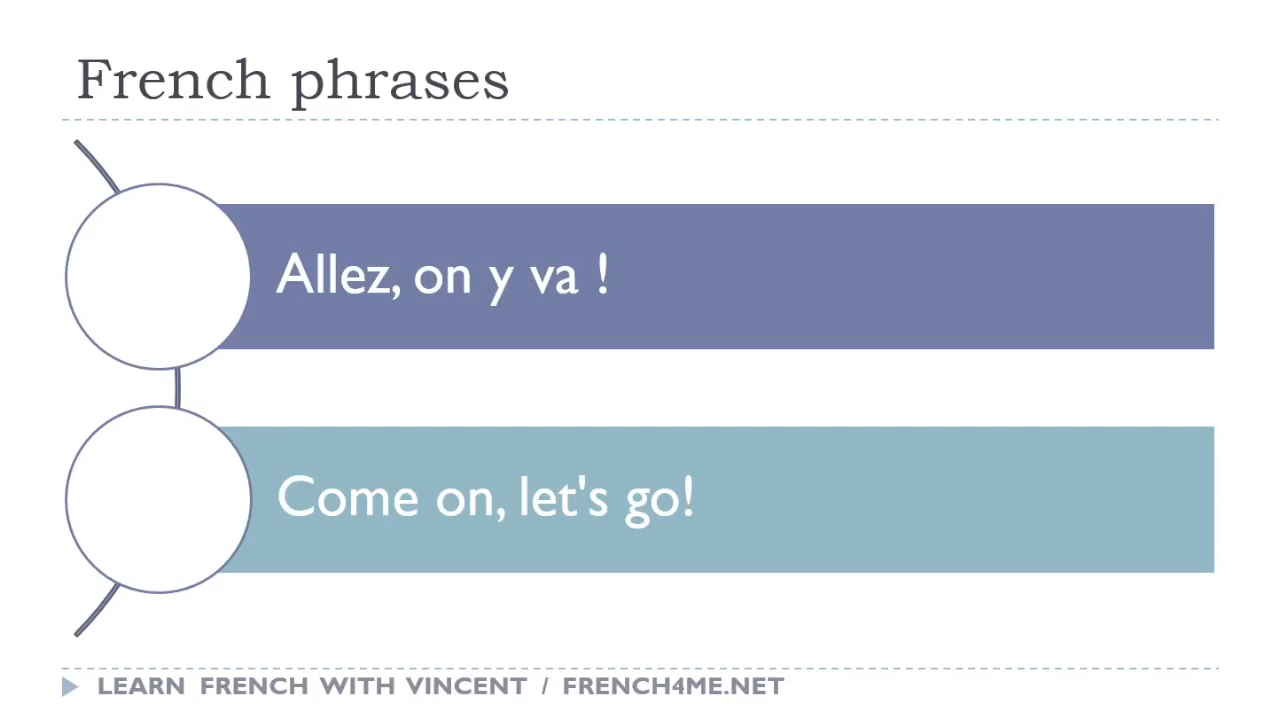 French phrases
Allez, on y va !
Come on, let's go!
LEARN FRENCH WITH VINCENT / FRENCH4ME.NET